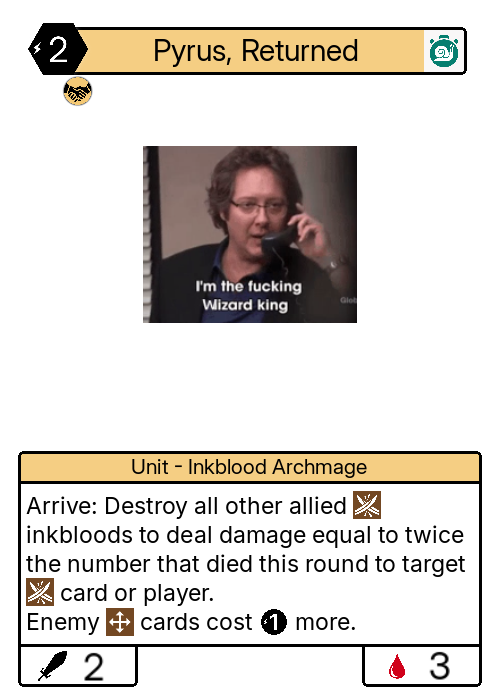 2
Pyrus, Returned
I'm the fucking
Wizard king
Glob
Unit - Inkblood Archmage
Arrive: Destroy all other allied
inkbloods to deal damage equal to twice
the number that died this round to target
card or player.
Enemy cards cost 1 more.
2
3